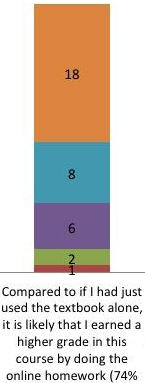 18
8
6
2
1
Compared to if I had just
used the textbook alone,
it is likely that I earned a
higher grade in this
course by doing the
online homework (74%